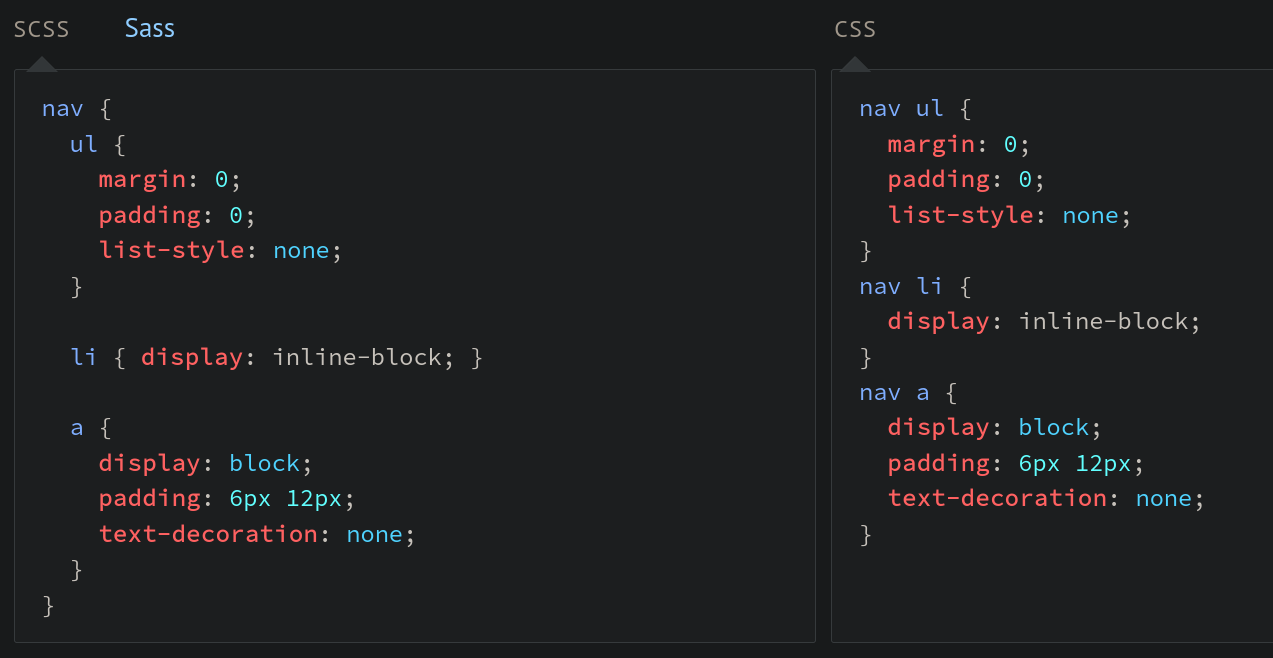 SCSS Sass
nav {
  ul {
    margin: 0;
    padding: 0;
    list-style: none;
  }

  li { display: inline-block; }

  a {
    display: block;
    padding: 6px 12px;
    text-decoration: none;
  }
}
CSS
nav ul {
  margin: 0;
  padding: 0;
  list-style: none;
}
nav li {
  display: inline-block;
}
nav a {
  display: block;
  padding: 6px 12px;
  text-decoration: none;
}